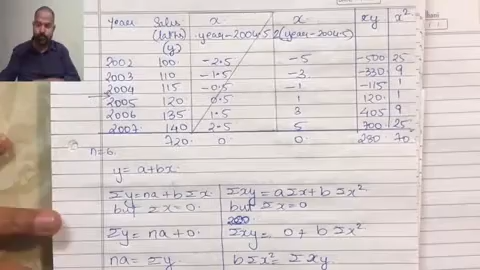 Year Sales x x xy x²
(lakhs) year-2004.5 2(year-2004.5)
(y)
2002 100 -2.5 -5 -500 25
2003 110 -1.5 -3 -330 9
2004 115 -0.5 -1 -115 1
2005 120 0.5 1 120 1
2006 135 1.5 3 405 9
2007 140 2.5 5 700 25
720 0 0 280 70
n=6
y = a+bx
Σy=na+bΣx Σxy=aΣx+bΣx²
but Σx=0. but Σx=0
Σy= na+0. Σxy= 0+bΣx²
na= Σy bΣx²= Σxy